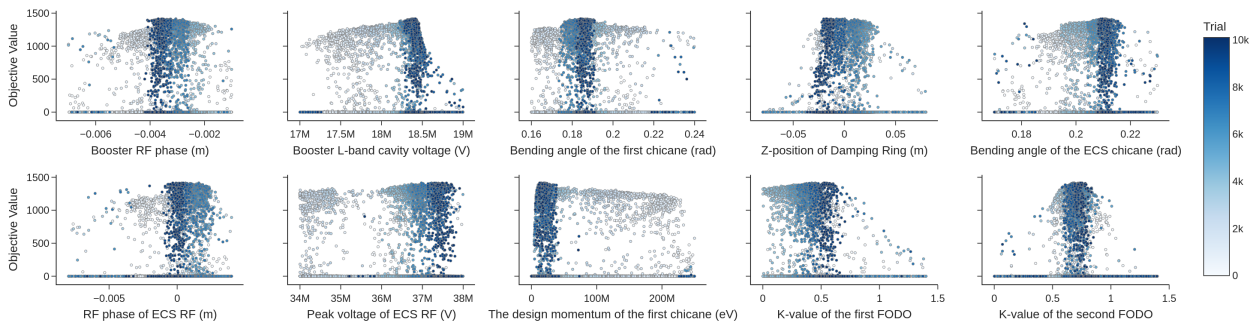 Objective Value
1500
1000
500
0
−0.006 −0.004 −0.002
Booster RF phase (m)
17M 17.5M 18M 18.5M 19M
Booster L-band cavity voltage (V)
0.16 0.18 0.20 0.22 0.24
Bending angle of the first chicane (rad)
−0.05 0 0.05
Z-position of Damping Ring (m)
0.2 0.22
Bending angle of the ECS chicane (rad)
Objective Value
1500
1000
500
0
−0.005 0
RF phase of ECS RF (m)
34M 35M 36M 37M 38M
Peak voltage of ECS RF (V)
0 100M 200M
The design momentum of the first chicane (eV)
0 0.5 1 1.5
K-value of the first FODO
0 0.5 1 1.5
K-value of the second FODO
Trial
10k
8k
6k
4k
2k
0